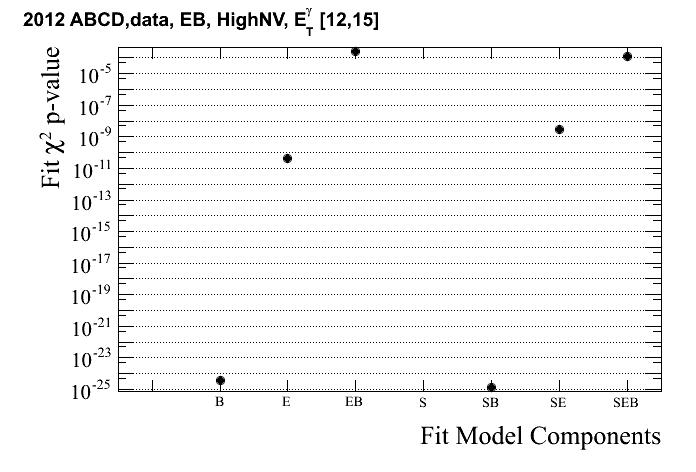 2012 ABCD,data, EB, HighNV, E_T^γ [12,15]
Fit χ² p-value
10⁻⁵
10⁻⁷
10⁻⁹
10⁻¹¹
10⁻¹³
10⁻¹⁵
10⁻¹⁷
10⁻¹⁹
10⁻²¹
10⁻²³
10⁻²⁵
B E EB S SB SE SEB
Fit Model Components